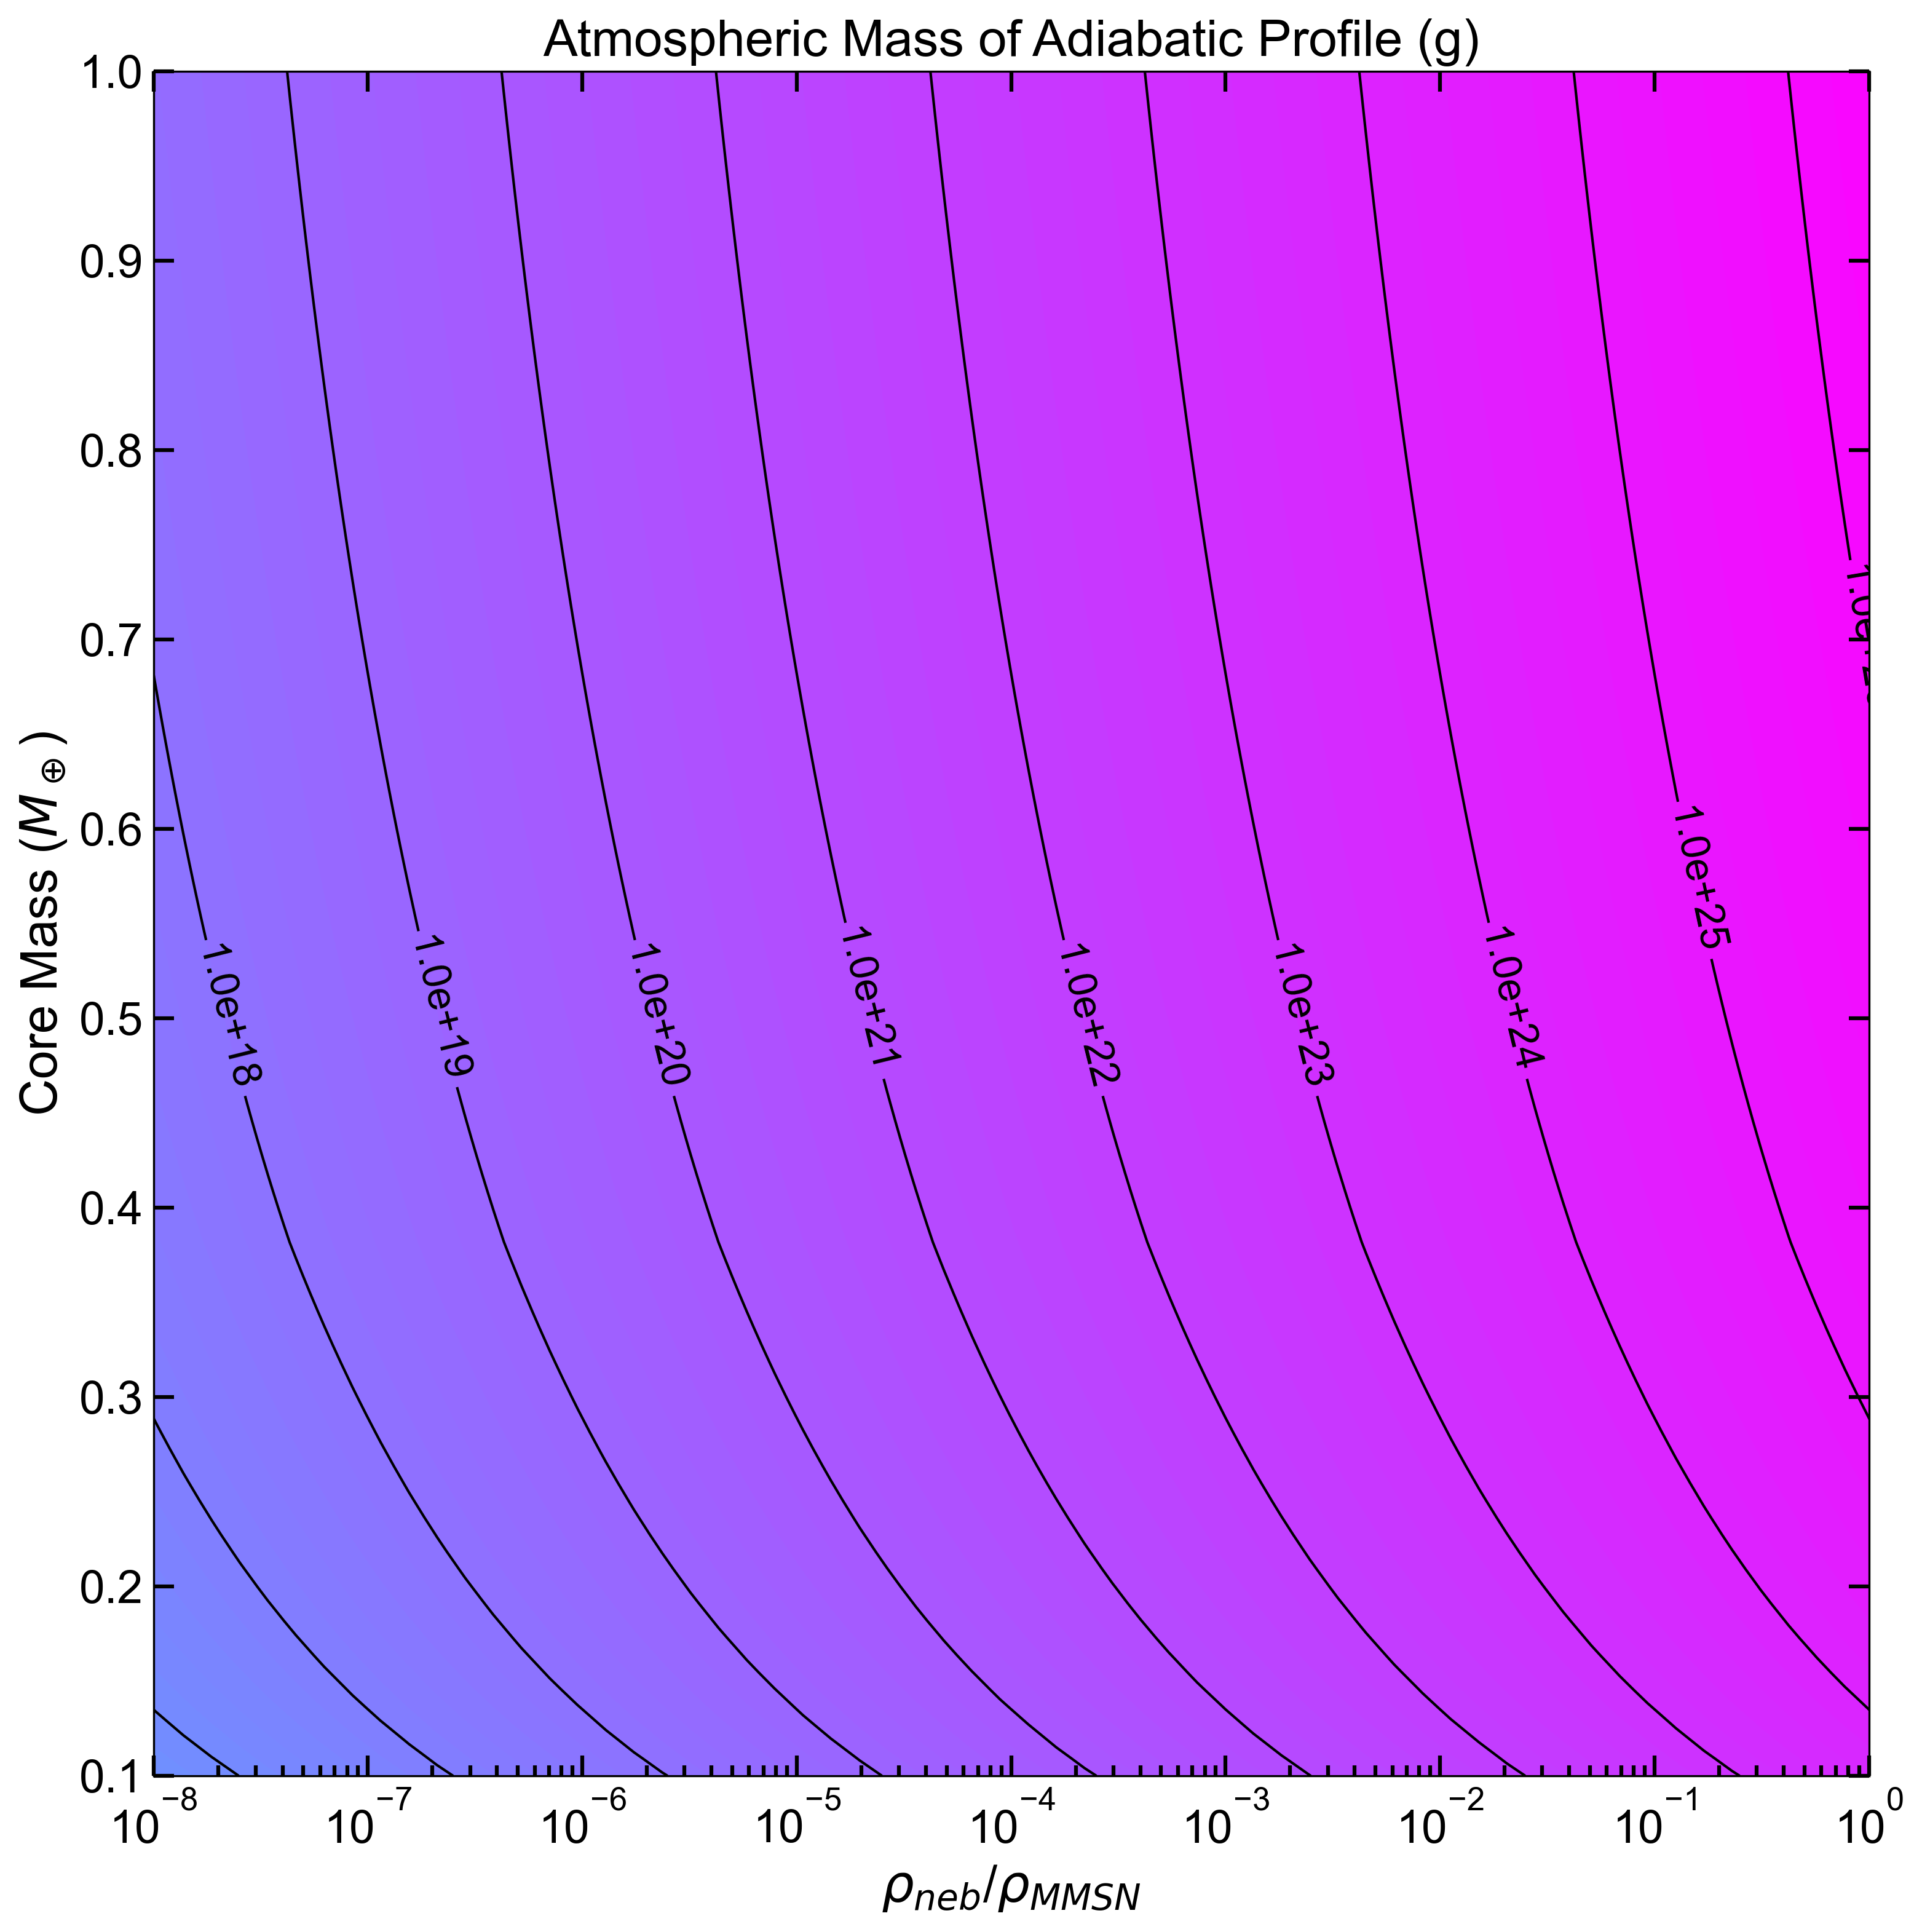 Atmospheric Mass of Adiabatic Profile (g)
1.0
0.9
0.8
0.7
0.6
0.5
0.4
0.3
0.2
0.1
Core Mass (M⊕)
1.0e+18
1.0e+19
1.0e+20
1.0e+21
1.0e+22
1.0e+23
1.0e+24
1.0e+25
10⁻⁸ 10⁻⁷ 10⁻⁶ 10⁻⁵ 10⁻⁴ 10⁻³ 10⁻² 10⁻¹ 10⁰
ρneb/ρMMSN